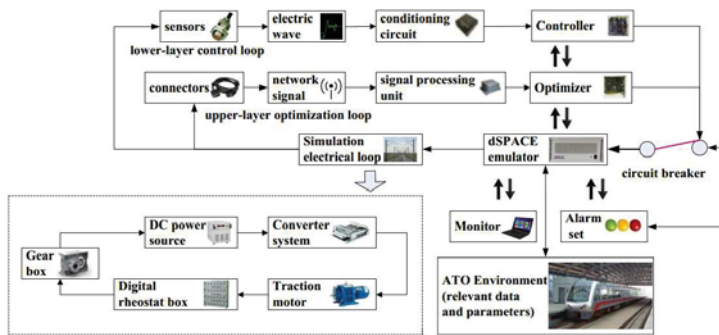 sensors
electric
wave
conditioning
circuit
Controller
lower-layer control loop
connectors
network
signal
signal processing
unit
Optimizer
upper-layer optimization loop
Simulation
electrical loop
dSPACE
emulator
circuit breaker
Monitor
Alarm
set
DC power
source
Converter
system
Gear
box
Digital
rheostat box
Traction
motor
ATO Environment
(relevant data
and parameters)